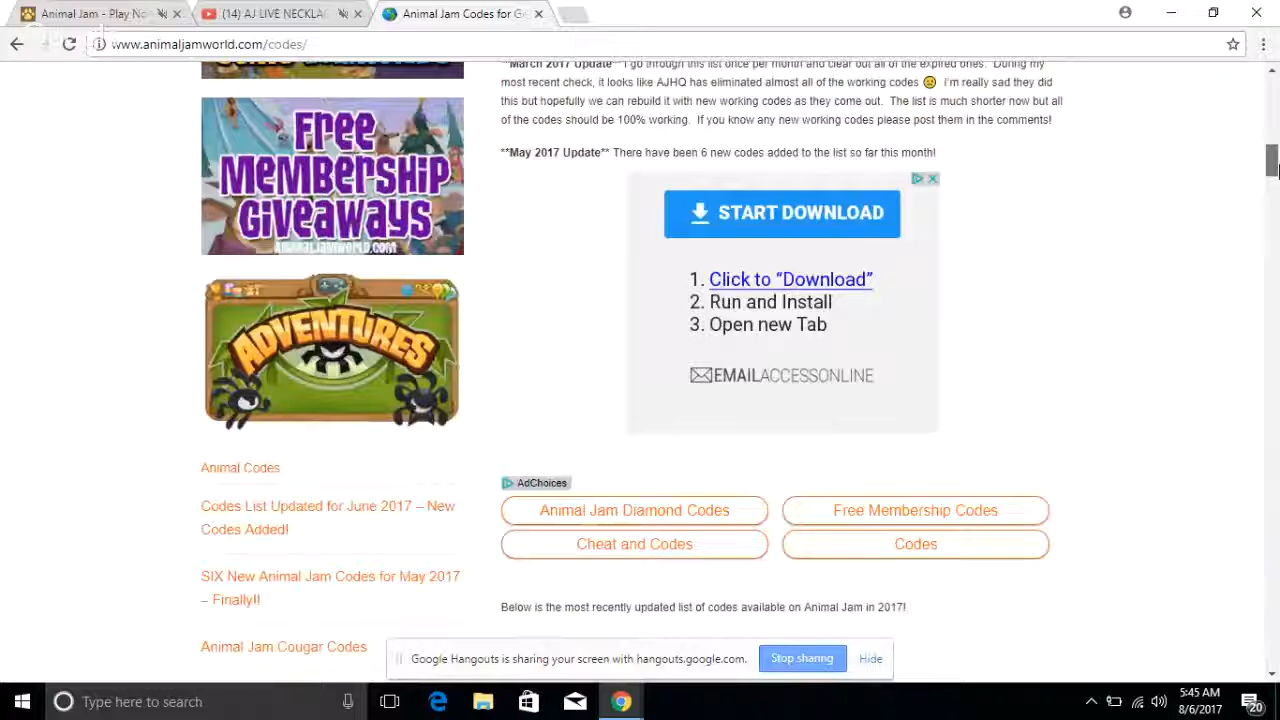 Animal Jam - Play No
(14) AJ LIVE NECKL
Animal Jam Codes for Ge
www.animaljamworld.com/codes/
**March 2017 Update** I go through this list once per month and clear out all of the expired ones. During my
most recent check, it looks like AJHQ has eliminated almost all of the working codes I'm really sad they did
this but hopefully we can rebuild it with new working codes as they come out. The list is much shorter now but all
of the codes should be 100% working. If you know any new working codes please post them in the comments!
**May 2017 Update** There have been 6 new codes added to the list so far this month!
Free
Membership
Giveaways
ANIMALJAMWORLD.COM
START DOWNLOAD
1. Click to “Download”
2. Run and Install
3. Open new Tab
EMAILACCESSONLINE
ADVENTURES
AdChoices
Animal Jam Diamond Codes
Free Membership Codes
Cheat and Codes
Codes
Below is the most recently updated list of codes available on Animal Jam in 2017!
Animal Codes
Codes List Updated for June 2017 – New
Codes Added!
SIX New Animal Jam Codes for May 2017
– Finally!!
Animal Jam Cougar Codes
Google Hangouts is sharing your screen with hangouts.google.com.
Stop sharing
Hide
Type here to search
5:45 AM
8/6/2017
20